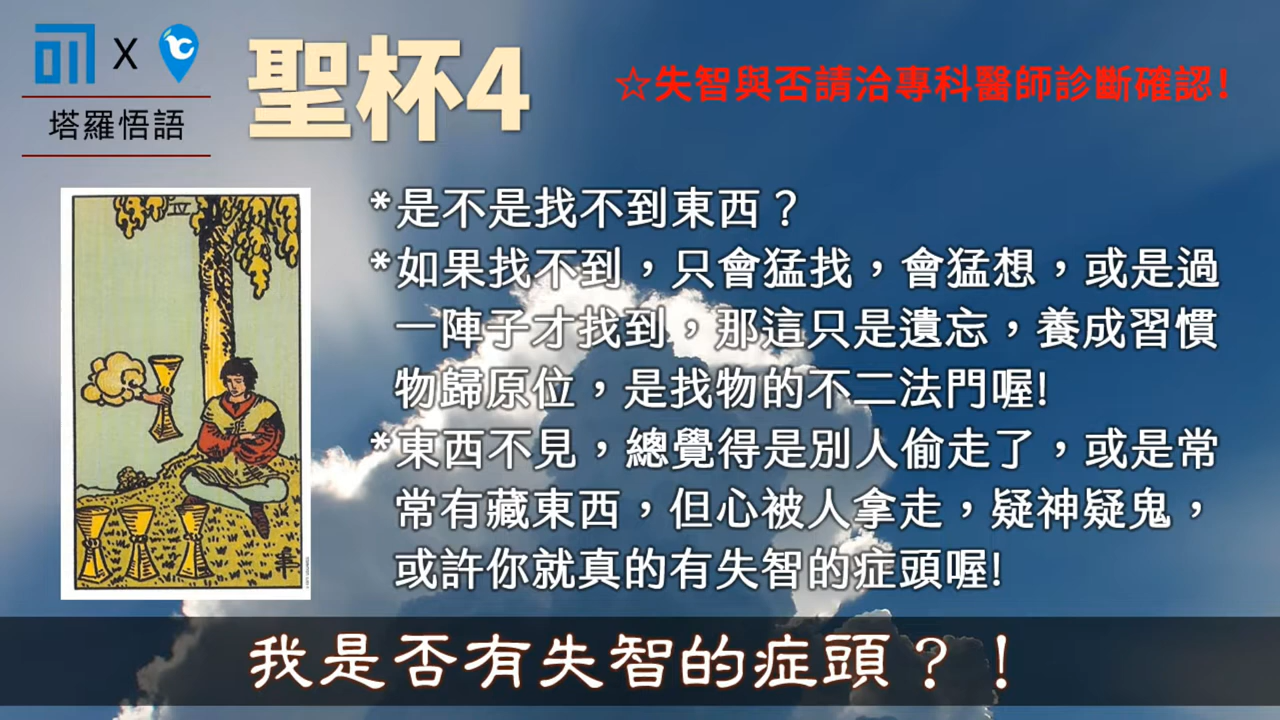 X
塔羅悟語
聖杯4
☆失智與否請洽專科醫師診斷確認!
IV
*是不是找不到東西？
*如果找不到，只會猛找，會猛想，或是過
一陣子才找到，那這只是遺忘，養成習慣
物歸原位，是找物的不二法門喔!
*東西不見，總覺得是別人偷走了，或是常
常有藏東西，但心被人拿走，疑神疑鬼，
或許你就真的有失智的症頭喔!
我是否有失智的症頭？！